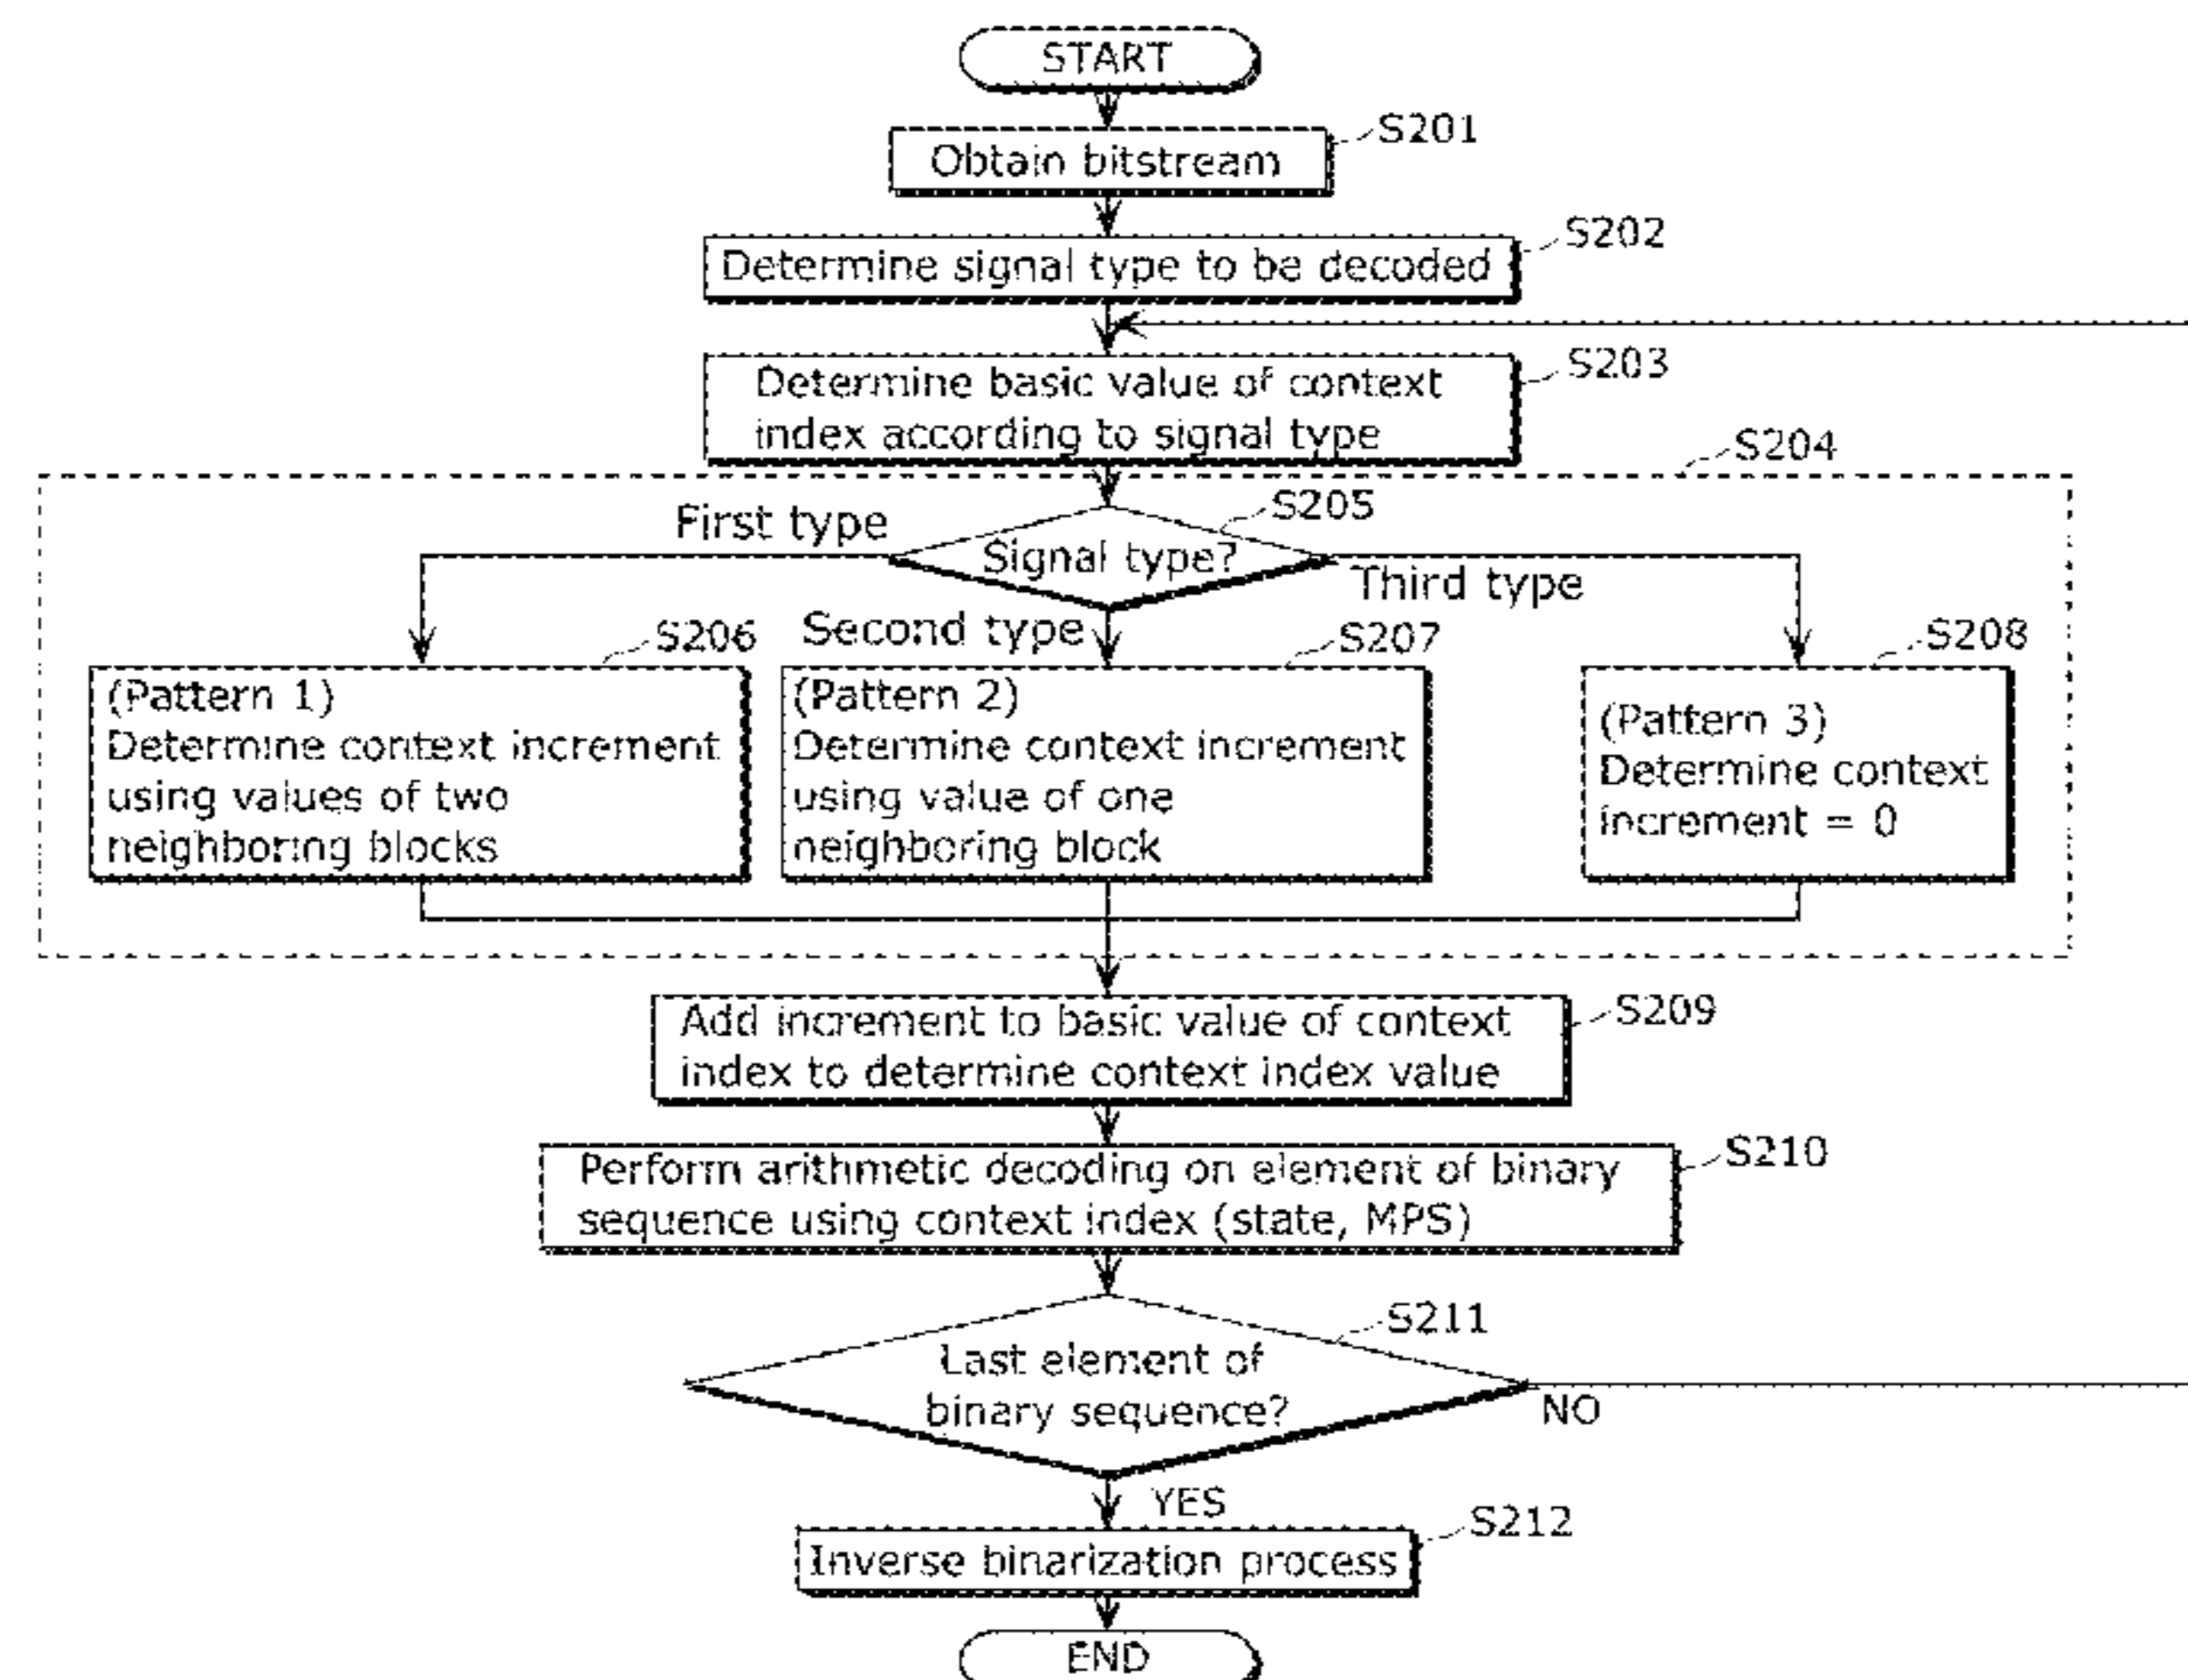 START
S201
Obtain bitstream
S202
Determine signal type to be decoded
S203
Determine basic value of context
index according to signal type
S204
S205
First type
Signal type?
Third type
Second type
S206
S207
S208
(Pattern 1)
Determine context increment
using values of two
neighboring blocks
(Pattern 2)
Determine context increment
using value of one
neighboring block
(Pattern 3)
Determine context
increment = 0
S209
Add increment to basic value of context
index to determine context index value
S210
Perform arithmetic decoding on element of binary
sequence using context index (state, MPS)
S211
Last element of
binary sequence?
NO
YES
S212
Inverse binarization process
END